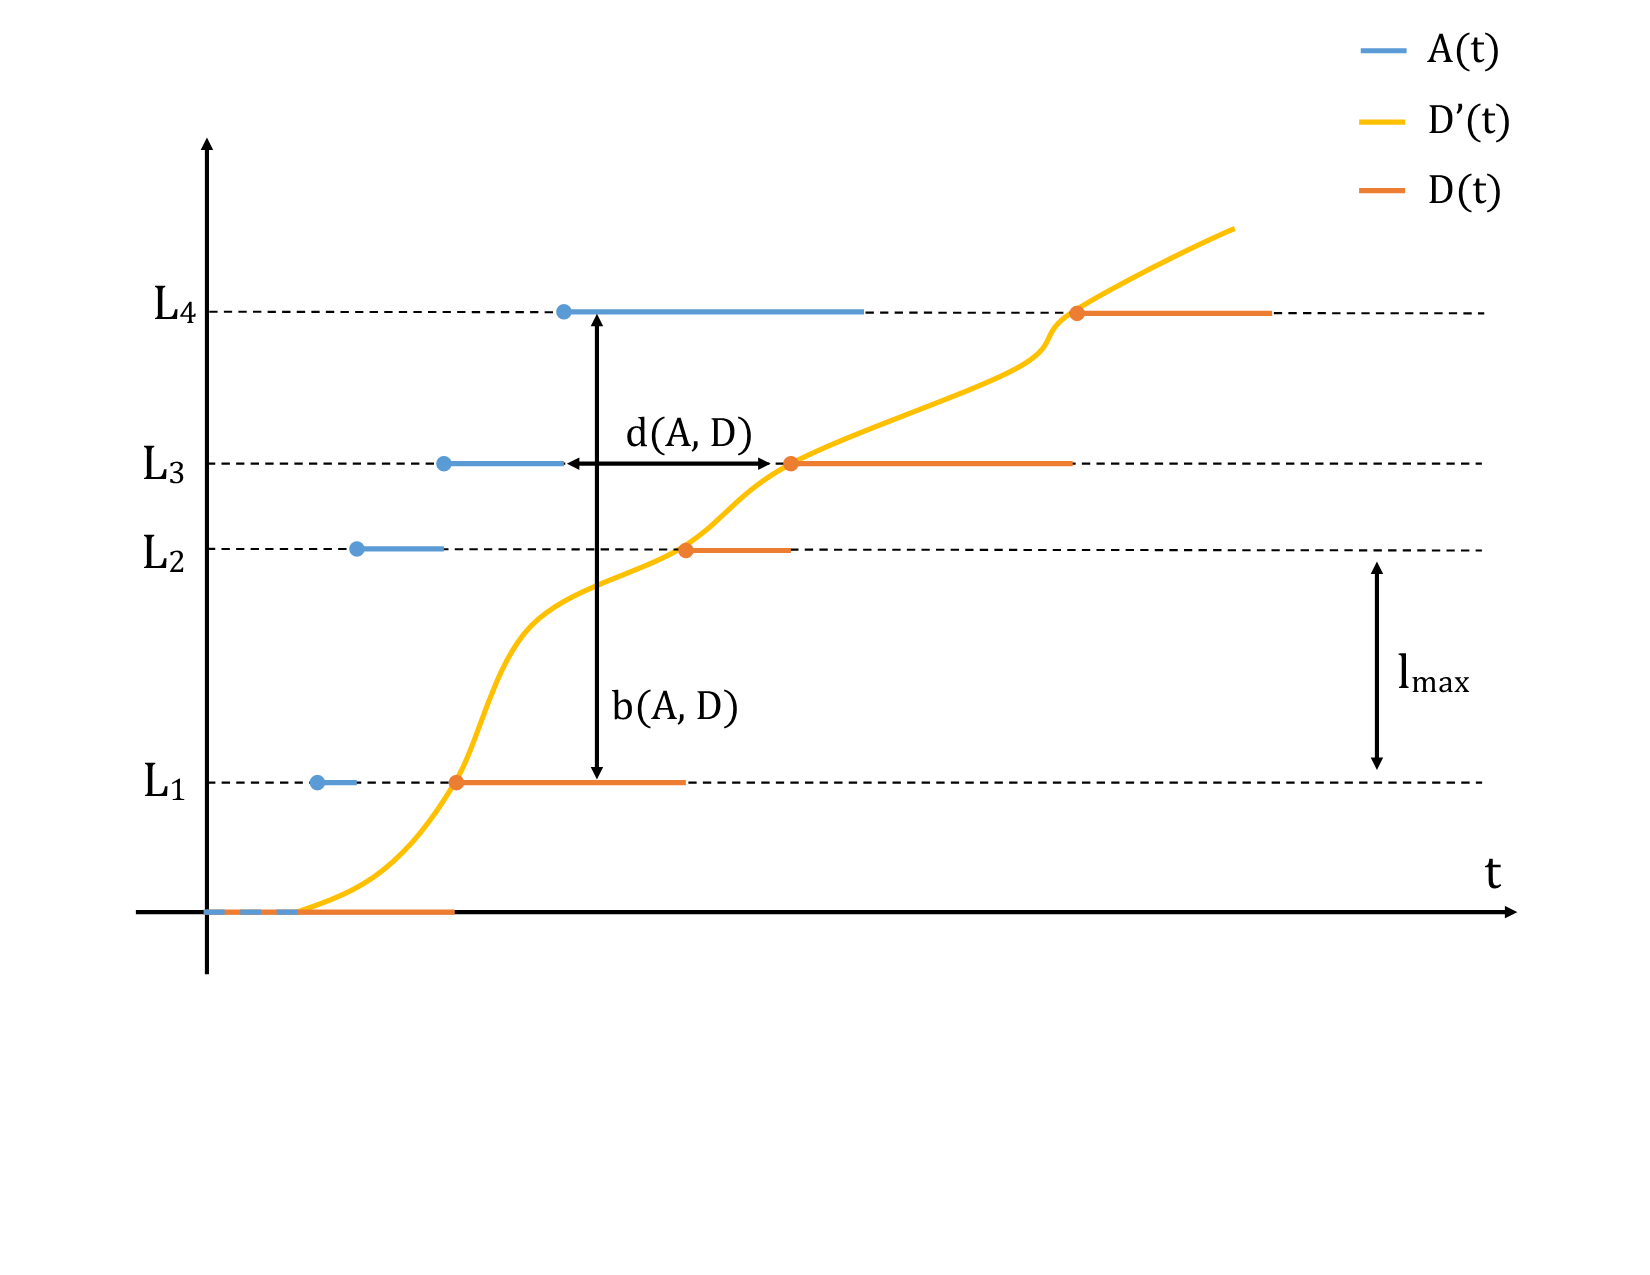 A(t)
D’(t)
D(t)
L4
d(A, D)
L3
L2
lmax
b(A, D)
L1
t